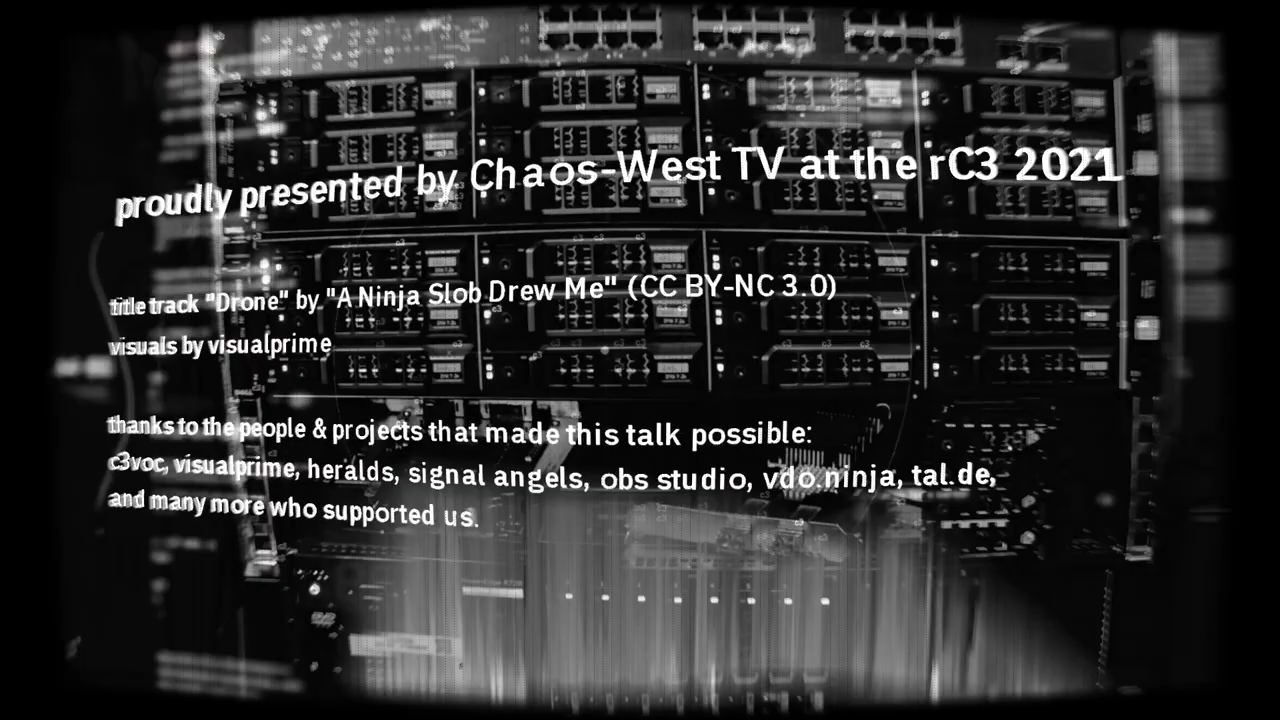 proudly presented by Chaos-West TV at the rC3 2021
title track "Drone" by "A Ninja Slob Drew Me" (CC BY-NC 3.0)
visuals by visualprime
thanks to the people & projects that made this talk possible:
c3voc, visualprime, heralds, signal angels, obs studio, vdo.ninja, tal.de,
and many more who supported us.